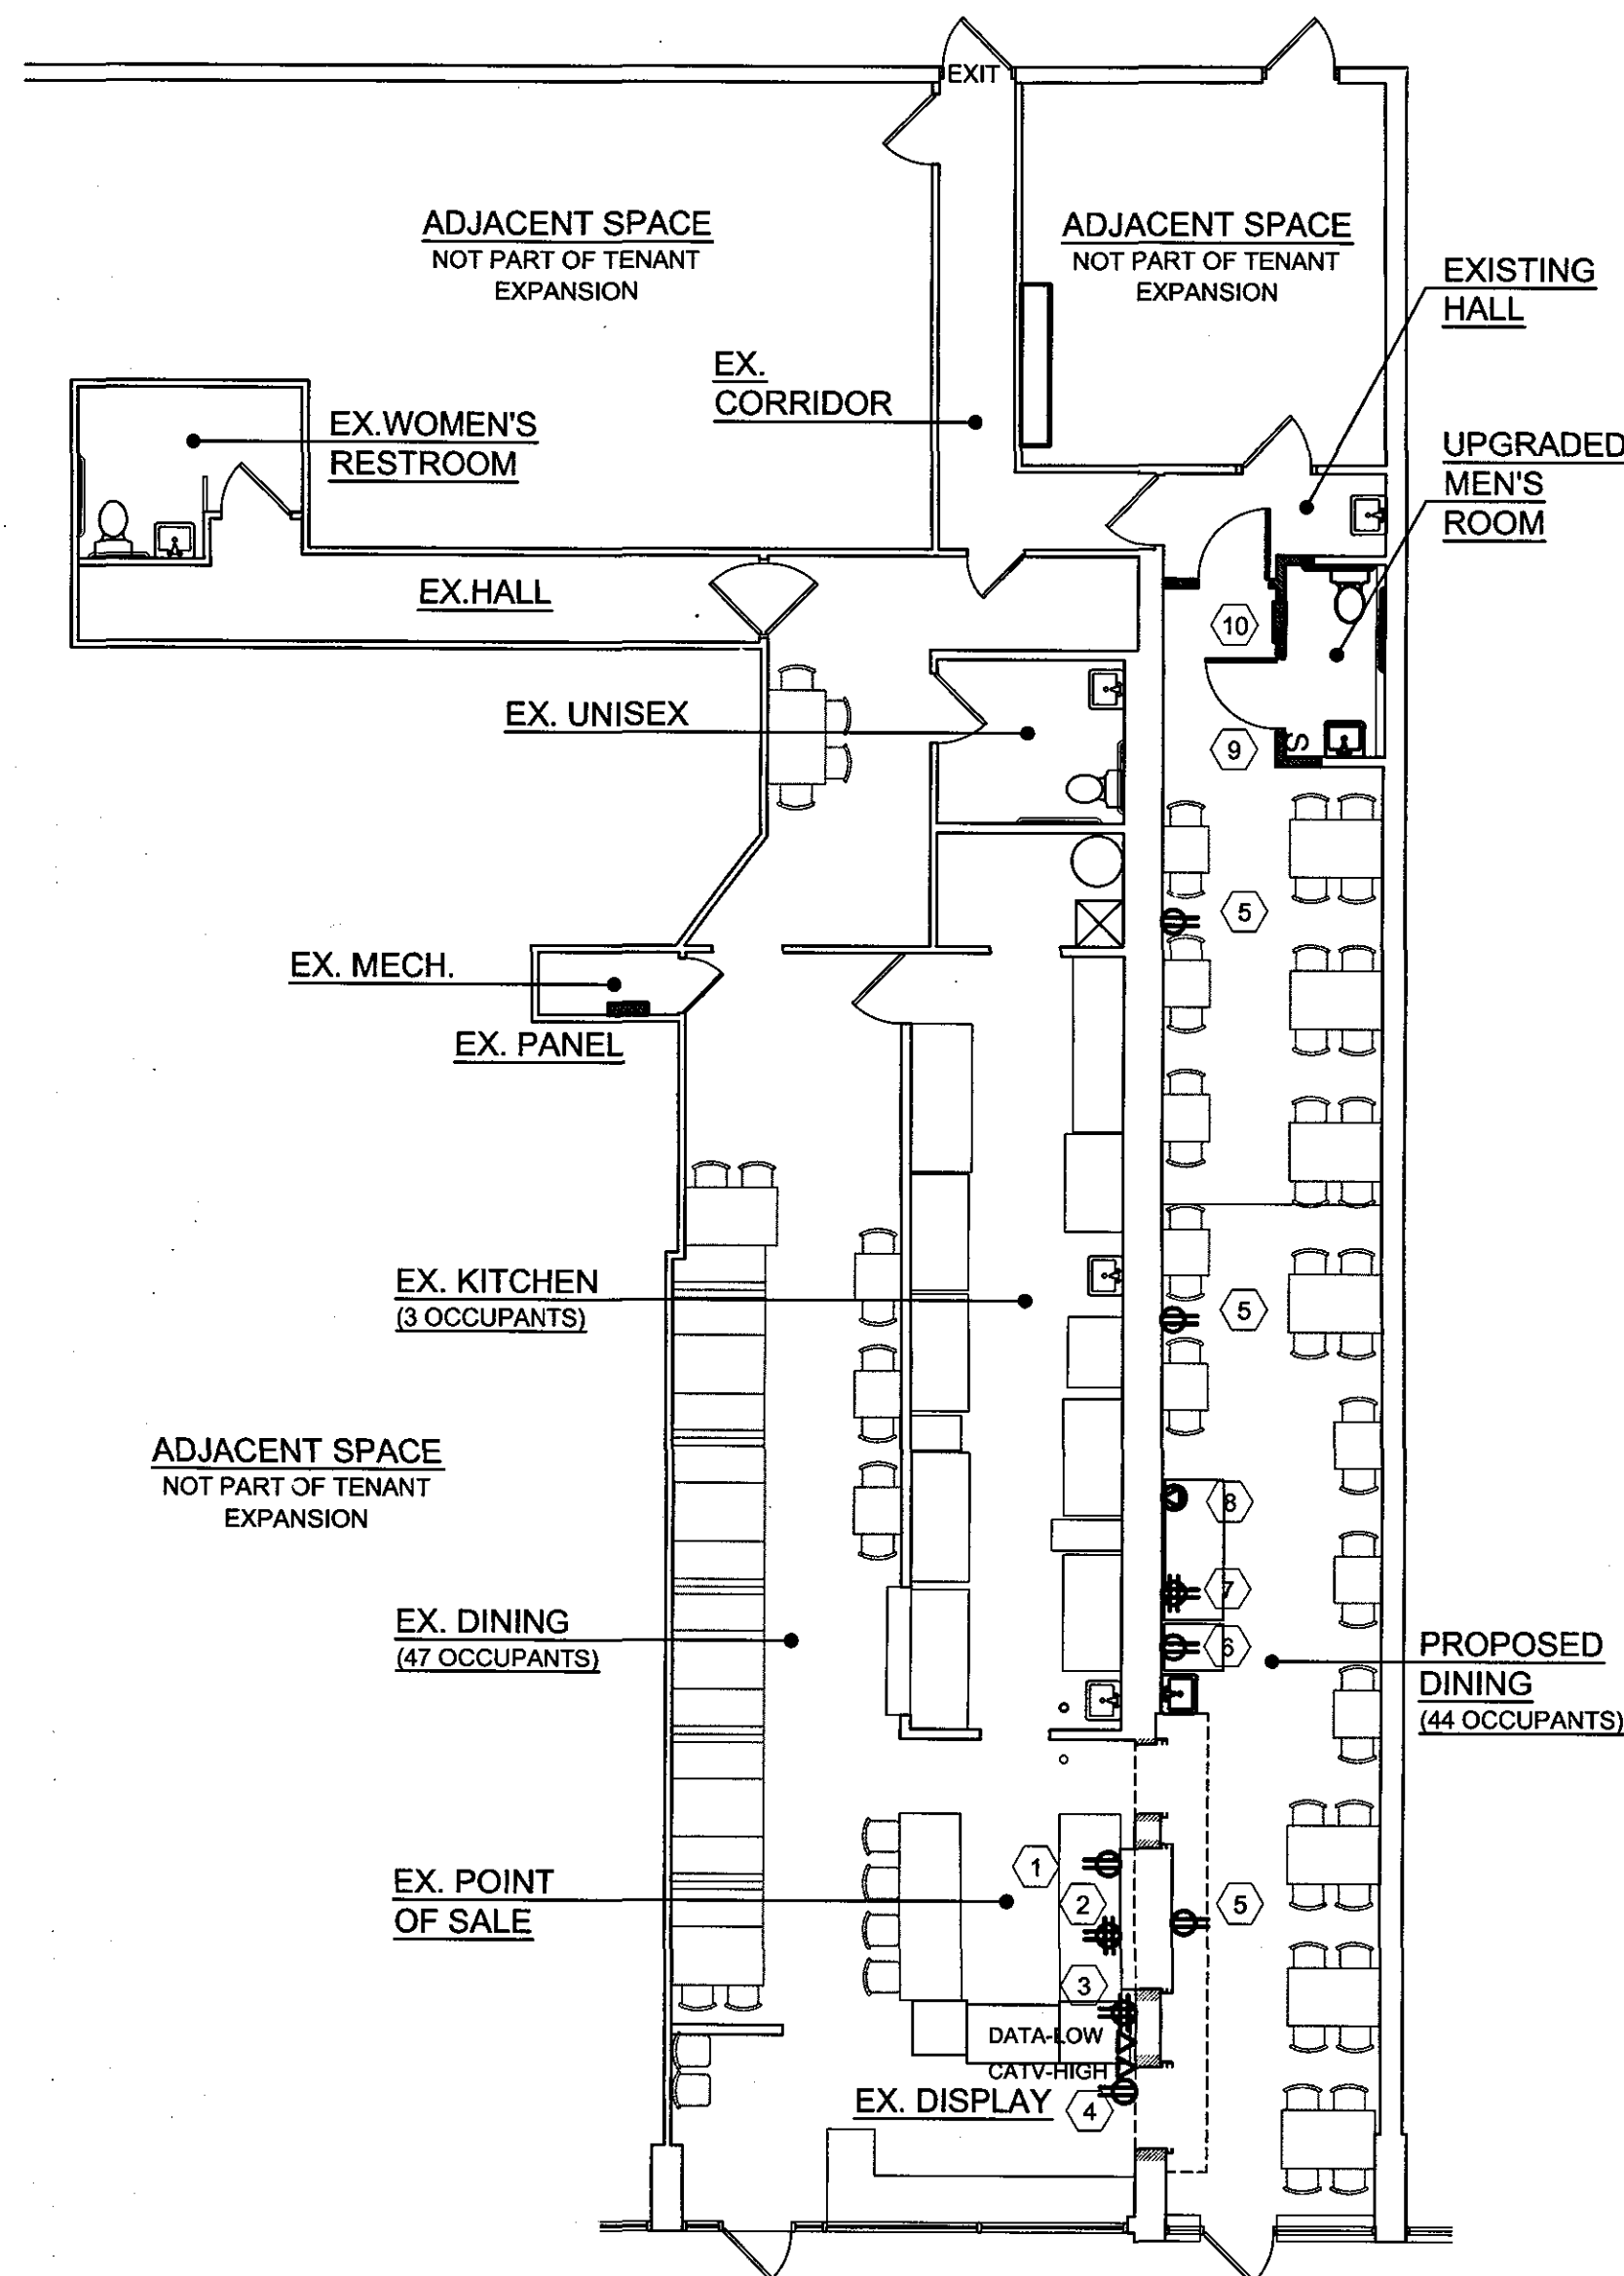 EXIT
ADJACENT SPACE
NOT PART OF TENANT
EXPANSION
ADJACENT SPACE
NOT PART OF TENANT
EXPANSION
EXISTING
HALL
EX.
CORRIDOR
EX.WOMEN'S
RESTROOM
UPGRADED
MEN'S
ROOM
EX.HALL
10
EX. UNISEX
9
S
5
EX. MECH.
EX. PANEL
EX. KITCHEN
(3 OCCUPANTS)
5
ADJACENT SPACE
NOT PART OF TENANT
EXPANSION
8
7
EX. DINING
(47 OCCUPANTS)
6
PROPOSED
DINING
(44 OCCUPANTS)
1
EX. POINT
OF SALE
2
5
3
DATA-LOW
CATV-HIGH
EX. DISPLAY
4